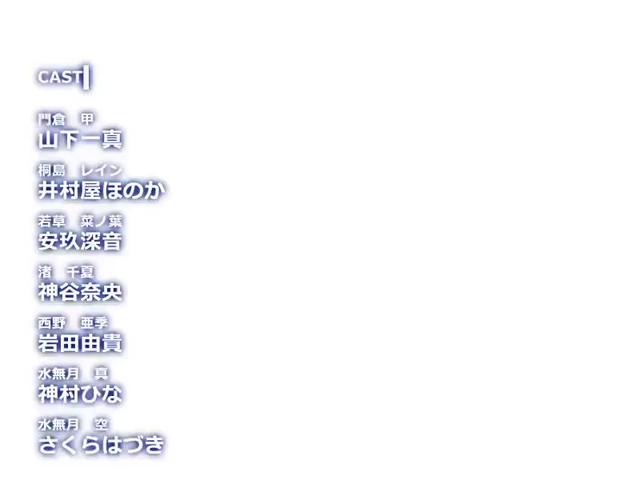 CAST
門倉　甲
山下一真
桐島　レイン
井村屋ほのか
若草　菜ノ葉
安玖深音
渚　千夏
神谷奈央
西野　亜季
岩田由貴
水無月　真
神村ひな
水無月　空
さくらはづき